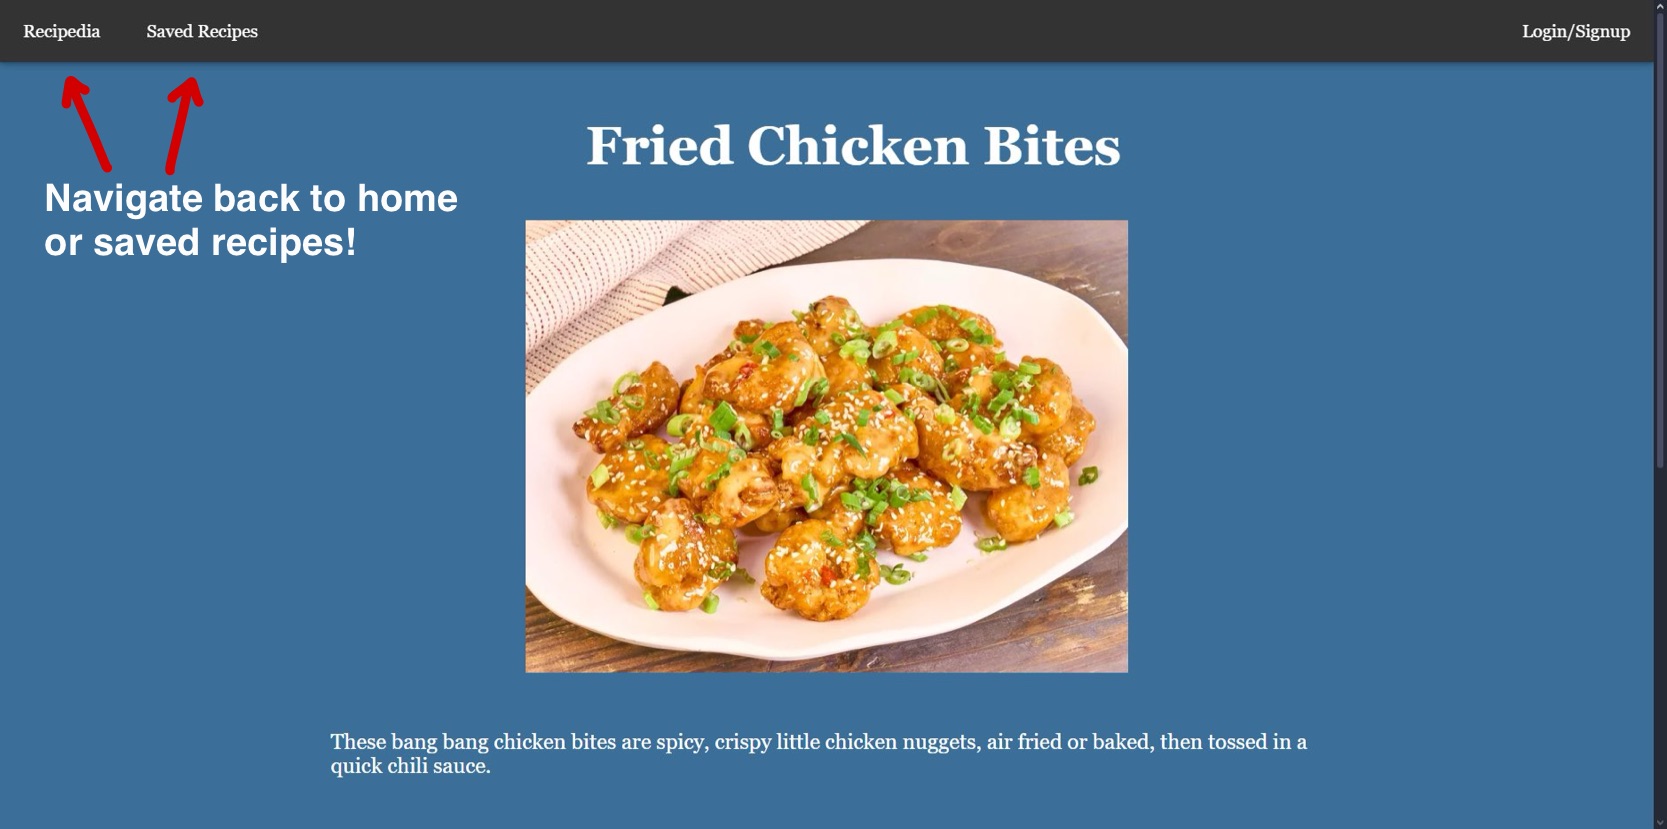 Recipedia
Saved Recipes
Login/Signup
Fried Chicken Bites
Navigate back to home
or saved recipes!
These bang bang chicken bites are spicy, crispy little chicken nuggets, air fried or baked, then tossed in a
quick chili sauce.